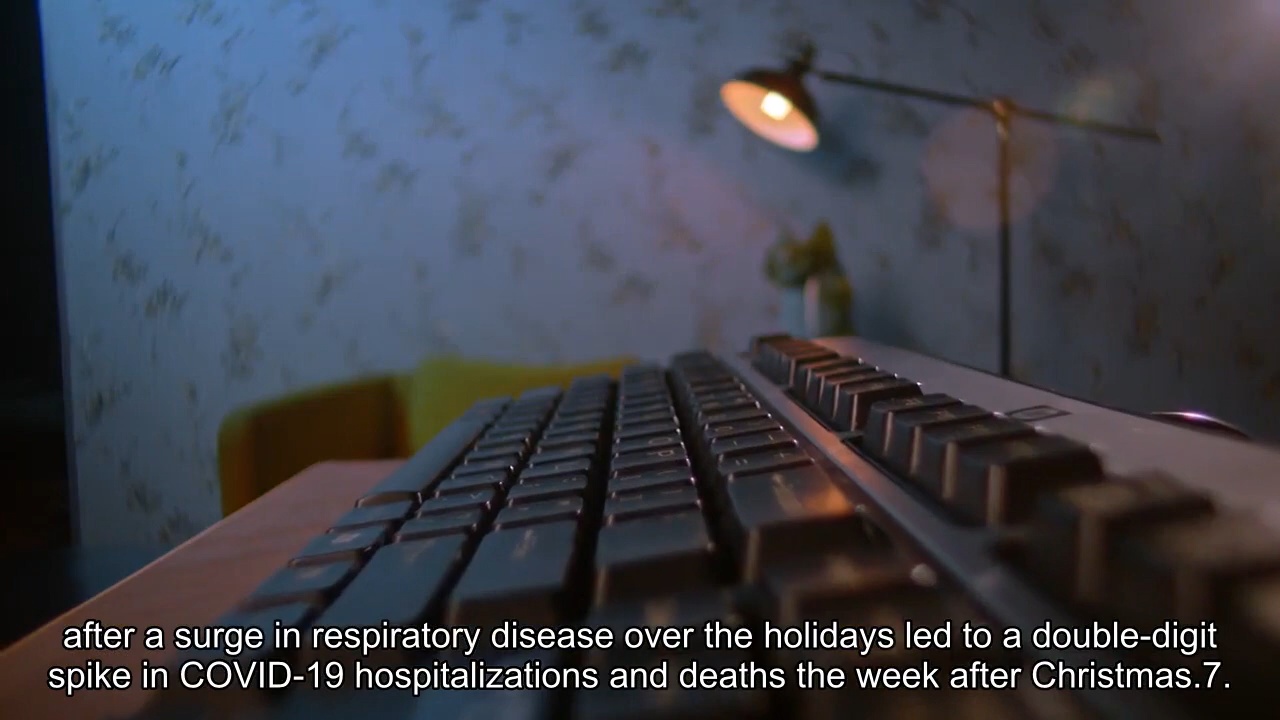 after a surge in respiratory disease over the holidays led to a double-digit
spike in COVID-19 hospitalizations and deaths the week after Christmas.7.